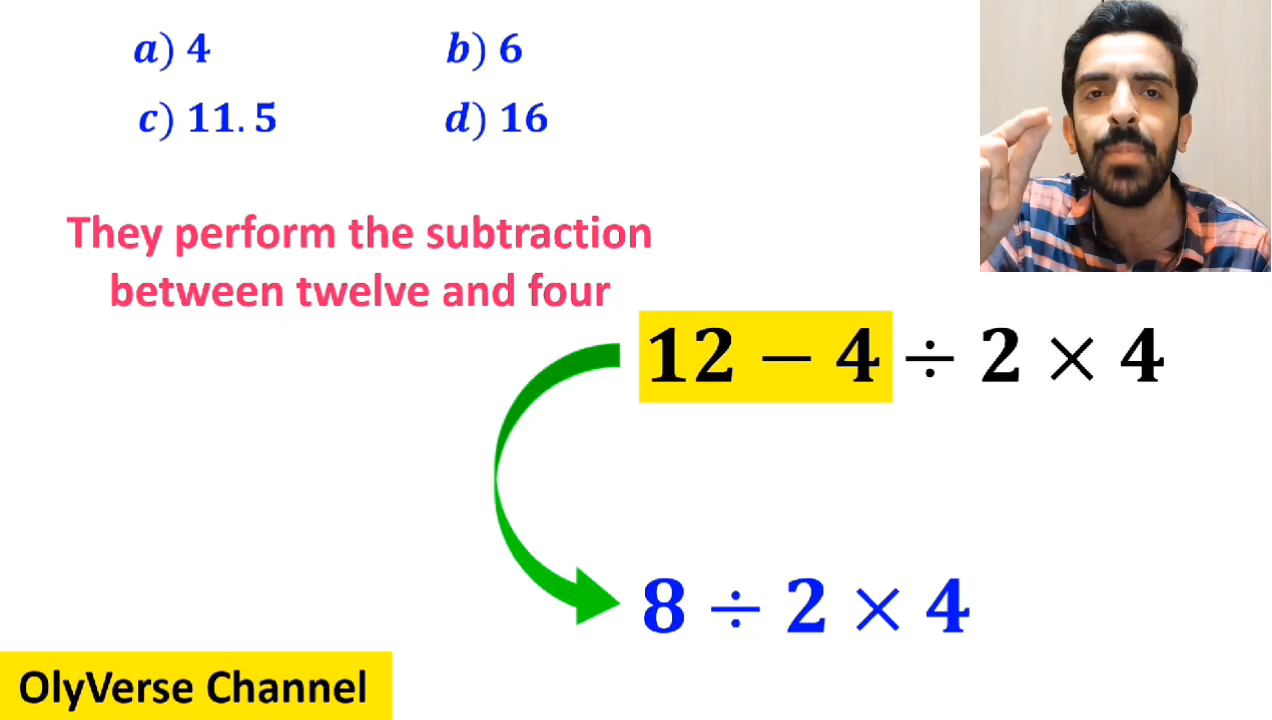 a) 4 b) 6
c) 11.5 d) 16
They perform the subtraction
between twelve and four
12 − 4 ÷ 2 × 4
8 ÷ 2 × 4
OlyVerse Channel